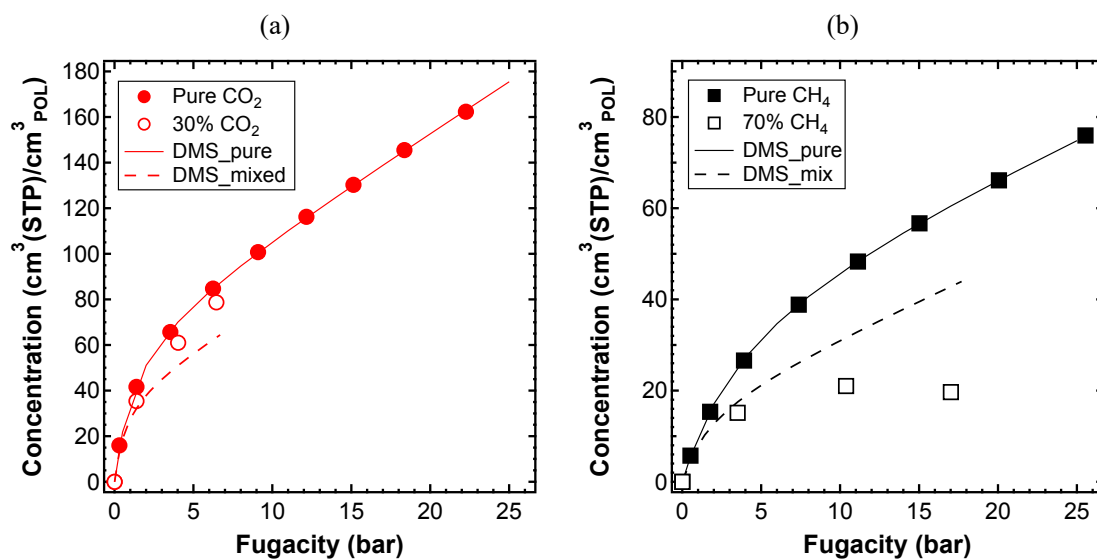 (a)
Concentration (cm³(STP)/cm³POL)
180
160
140
120
100
80
60
40
20
0
Pure CO₂
30% CO₂
DMS_pure
DMS_mixed
0 5 10 15 20 25
Fugacity (bar)
(b)
Concentration (cm³(STP)/cm³POL)
80
60
40
20
0
Pure CH₄
70% CH₄
DMS_pure
DMS_mix
0 5 10 15 20 25
Fugacity (bar)